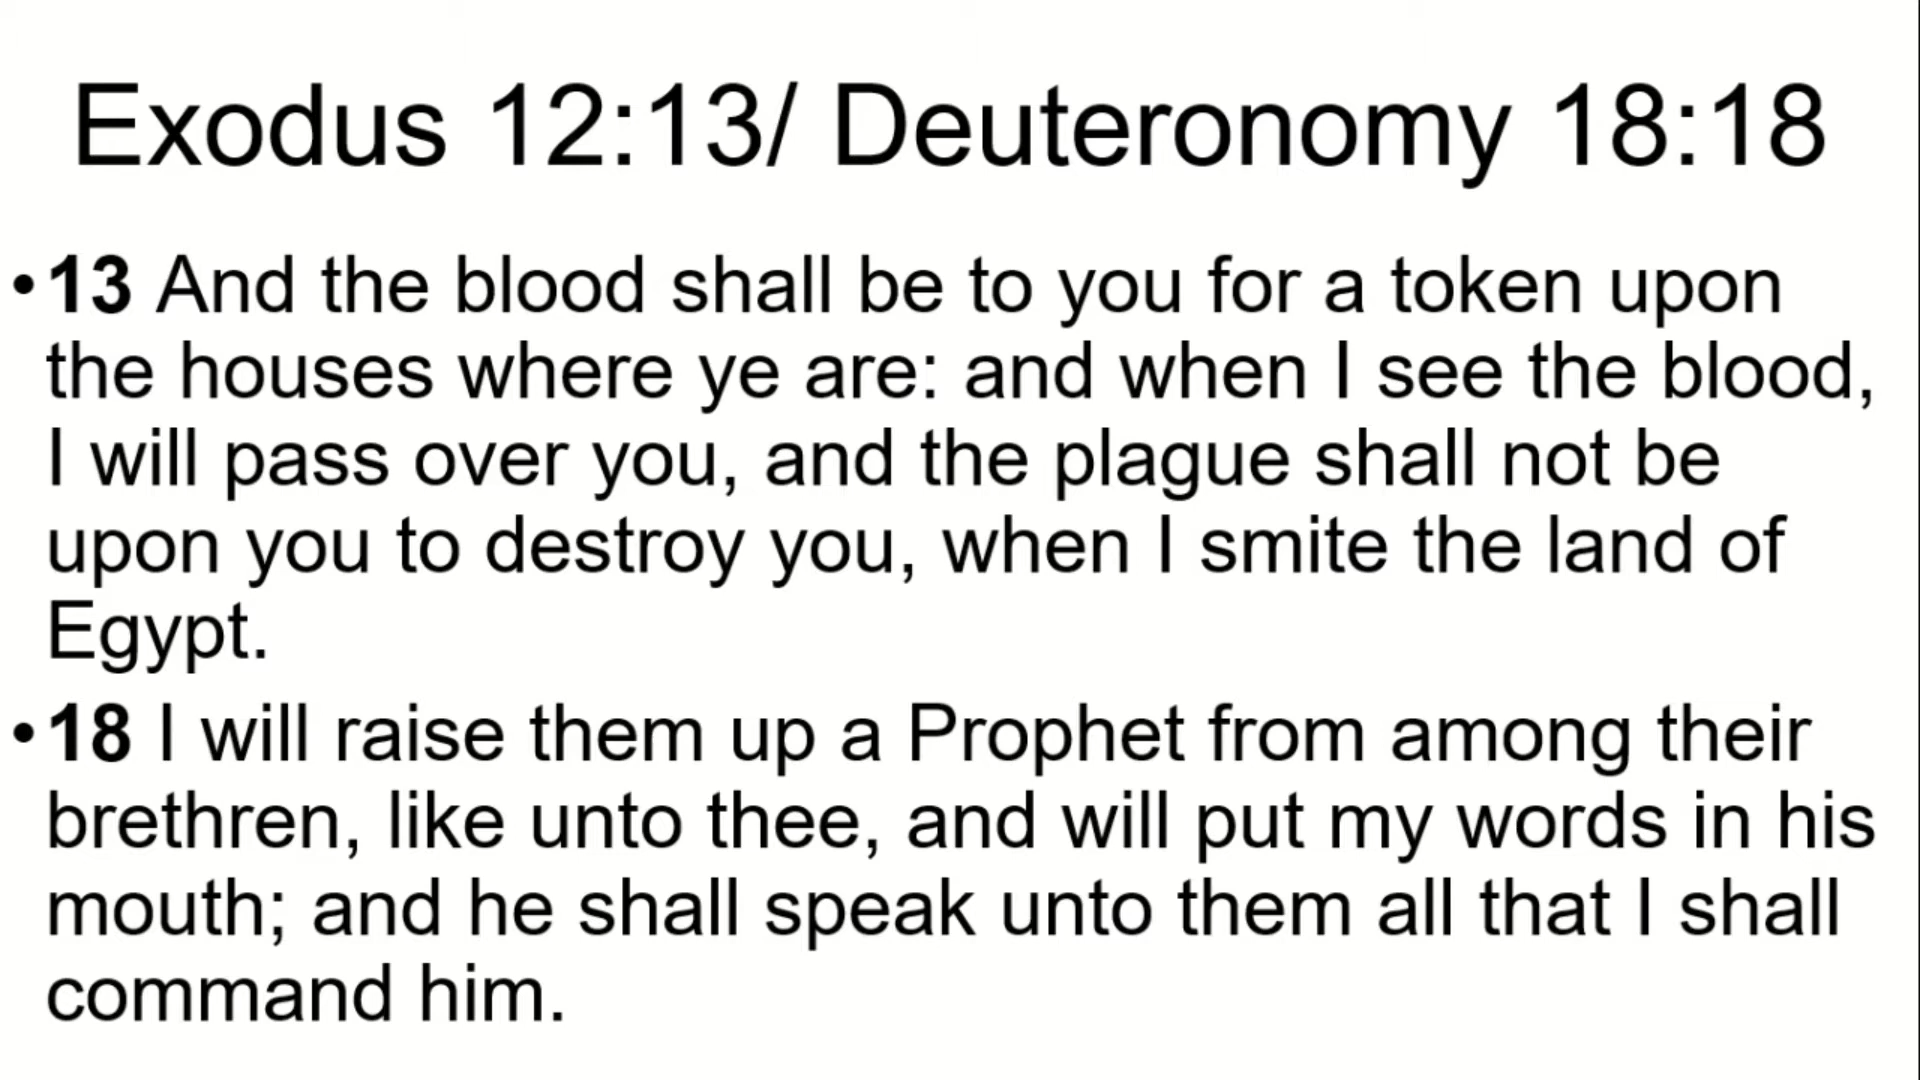 Exodus 12:13/ Deuteronomy 18:18
•13 And the blood shall be to you for a token upon
the houses where ye are: and when I see the blood,
I will pass over you, and the plague shall not be
upon you to destroy you, when I smite the land of
Egypt.
•18 I will raise them up a Prophet from among their
brethren, like unto thee, and will put my words in his
mouth; and he shall speak unto them all that I shall
command him.